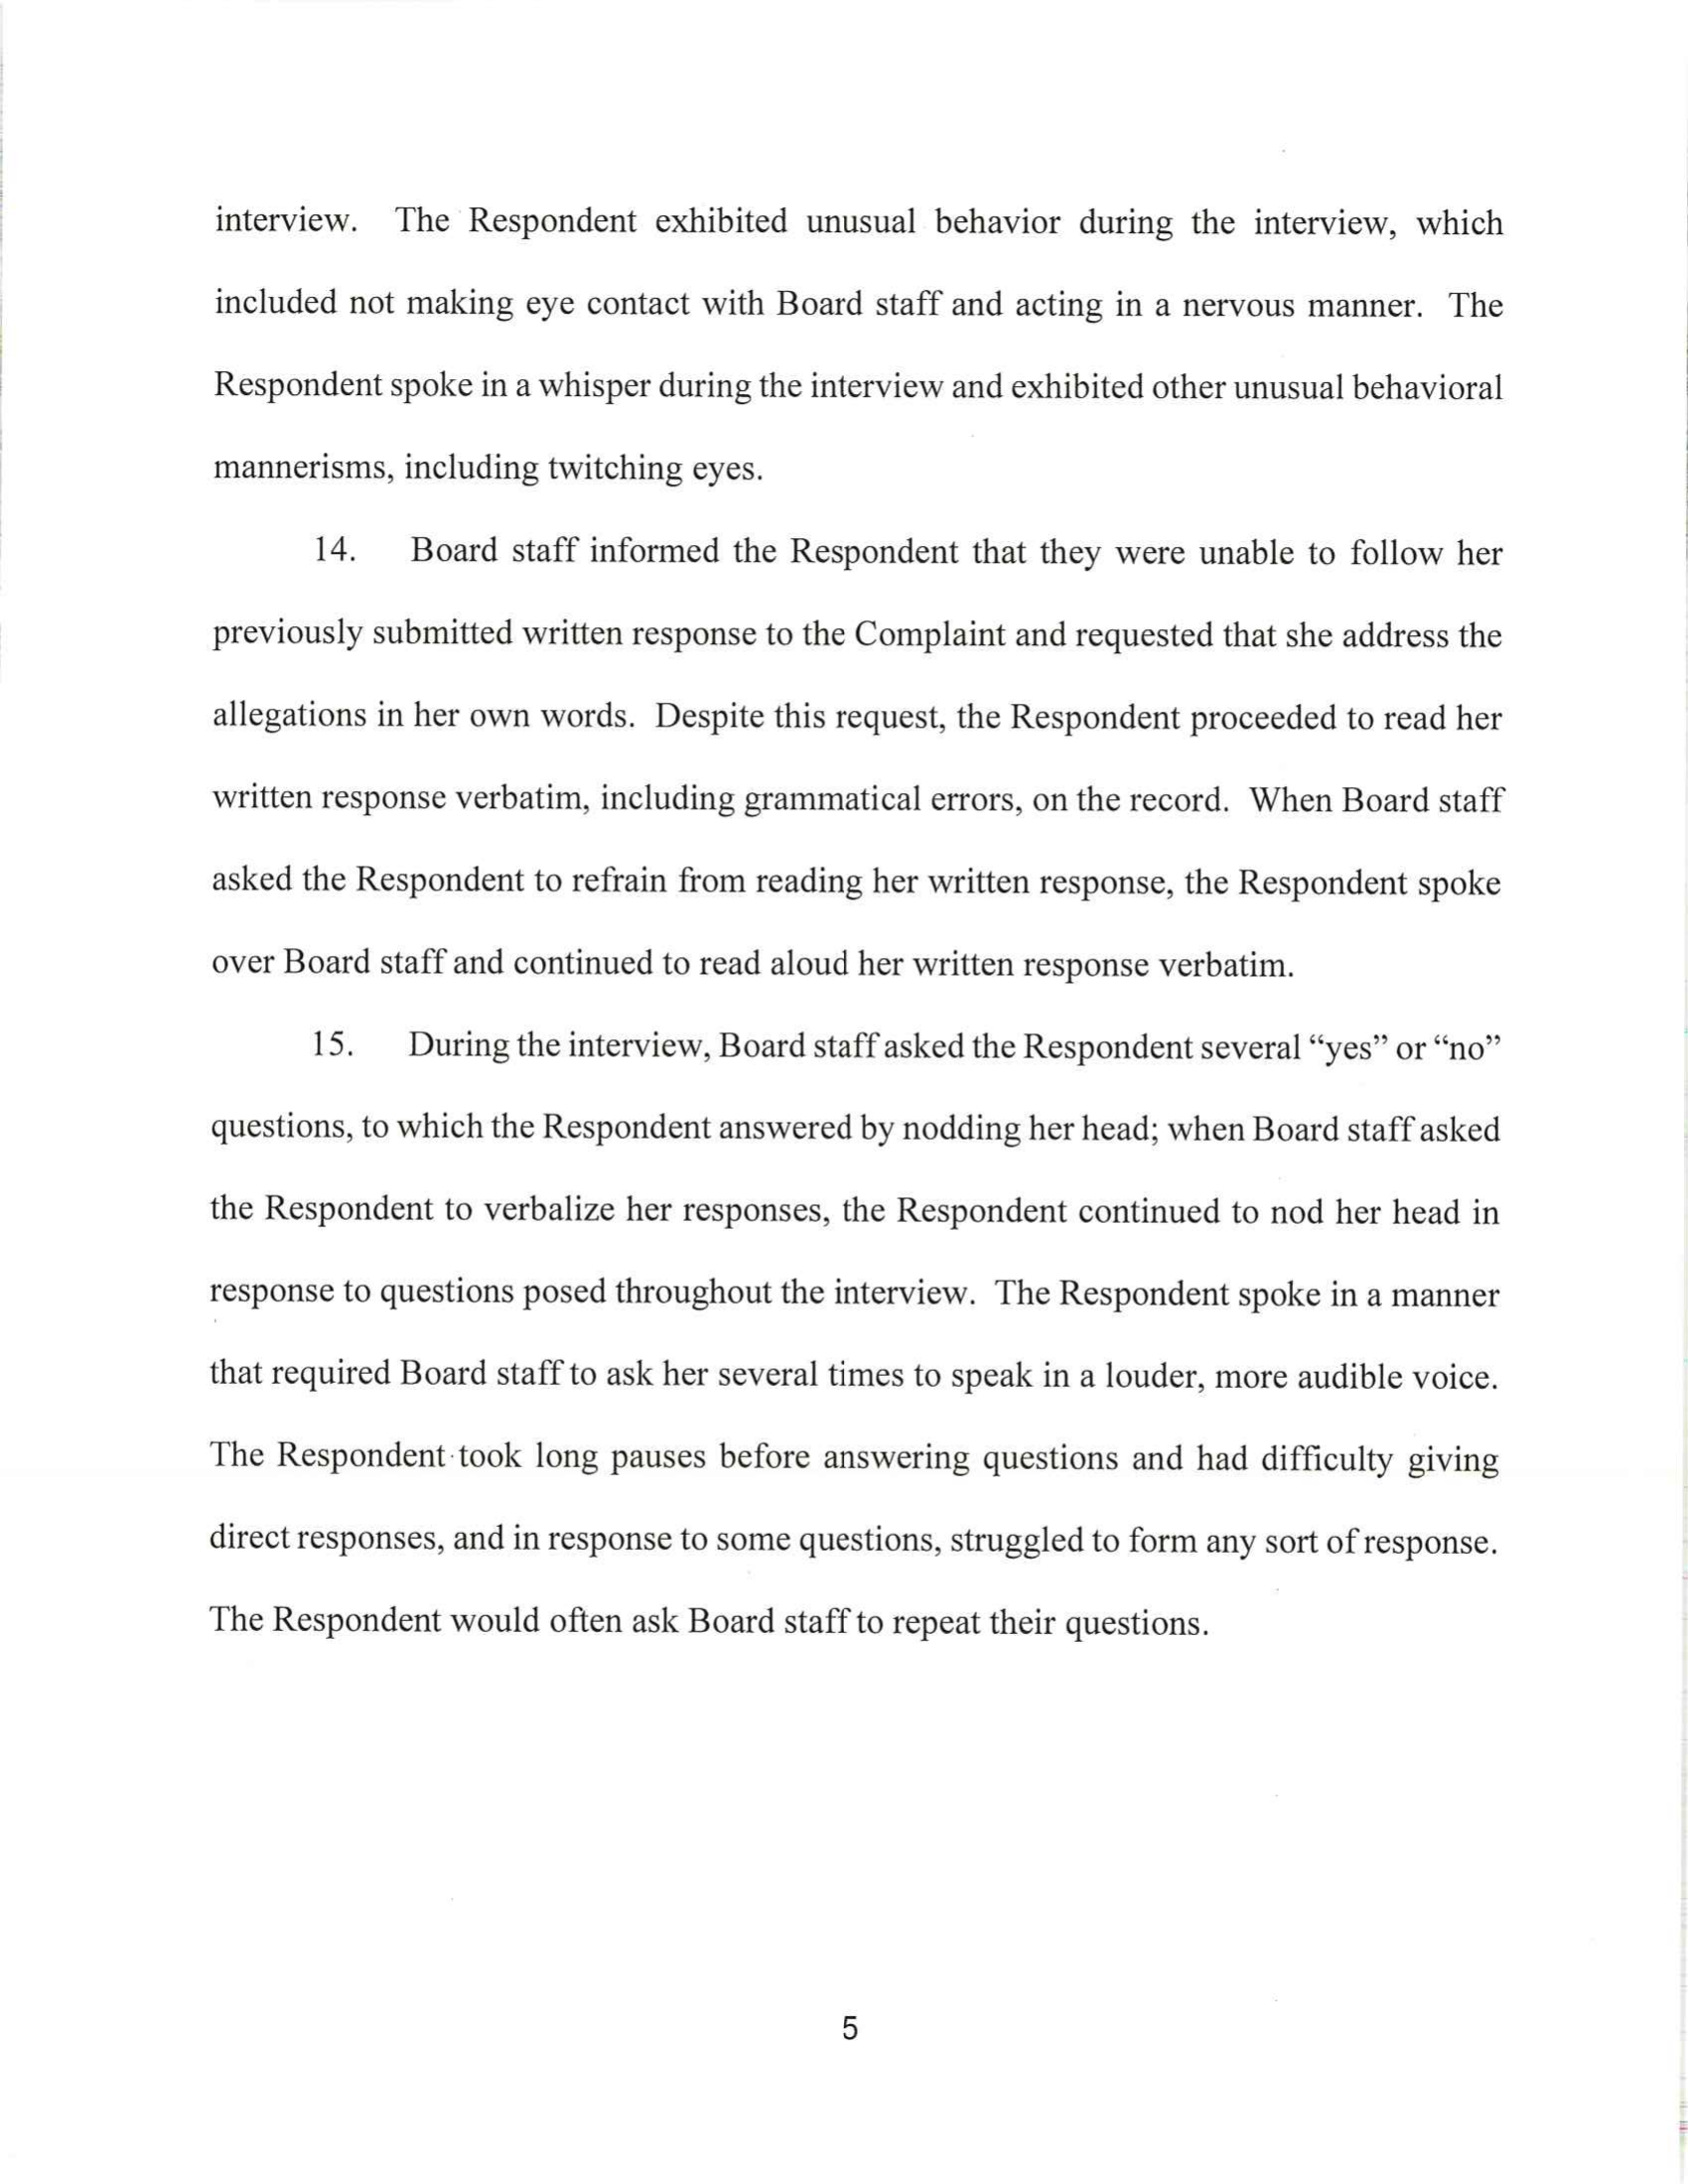 interview. The Respondent exhibited unusual behavior during the interview, which
included not making eye contact with Board staff and acting in a nervous manner. The
Respondent spoke in a whisper during the interview and exhibited other unusual behavioral
mannerisms, including twitching eyes.
14. Board staff informed the Respondent that they were unable to follow her
previously submitted written response to the Complaint and requested that she address the
allegations in her own words. Despite this request, the Respondent proceeded to read her
written response verbatim, including grammatical errors, on the record. When Board staff
asked the Respondent to refrain from reading her written response, the Respondent spoke
over Board staff and continued to read aloud her written response verbatim.
15. During the interview, Board staff asked the Respondent several “yes” or “no”
questions, to which the Respondent answered by nodding her head; when Board staff asked
the Respondent to verbalize her responses, the Respondent continued to nod her head in
response to questions posed throughout the interview. The Respondent spoke in a manner
that required Board staff to ask her several times to speak in a louder, more audible voice.
The Respondent took long pauses before answering questions and had difficulty giving
direct responses, and in response to some questions, struggled to form any sort of response.
The Respondent would often ask Board staff to repeat their questions.
5